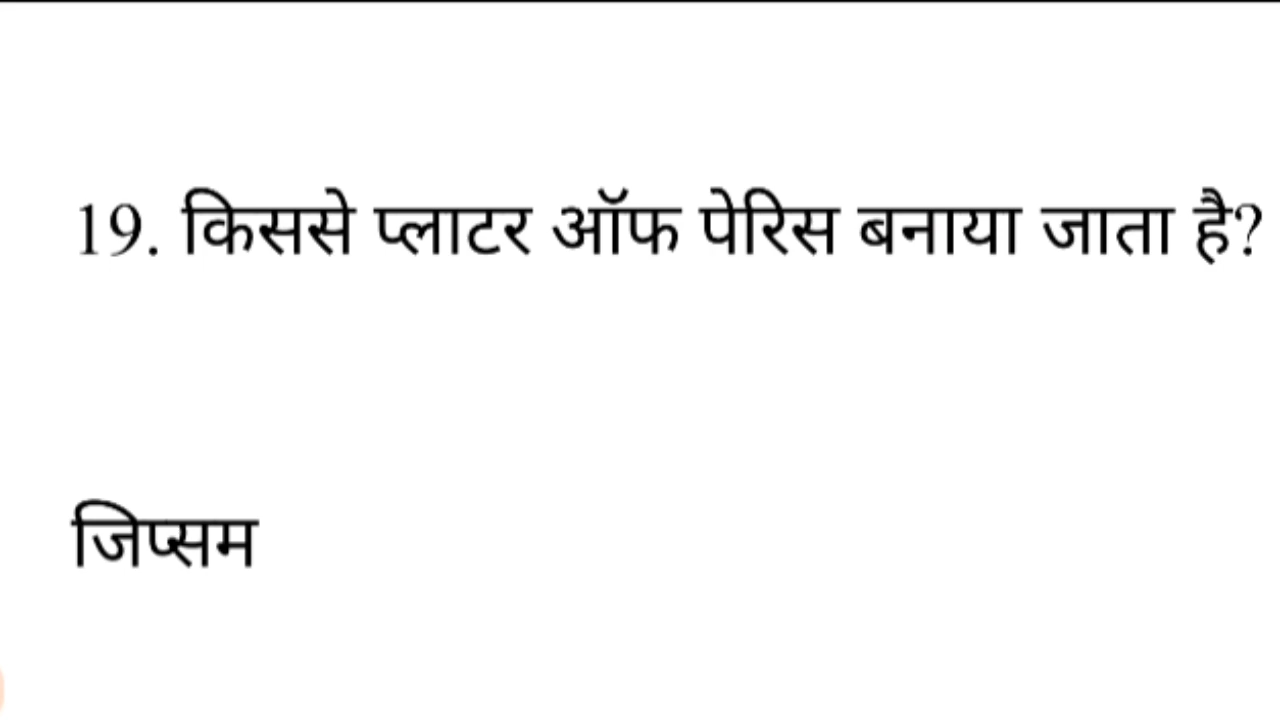 19. किससे प्लाटर ऑफ पेरिस बनाया जाता है?
जिप्सम